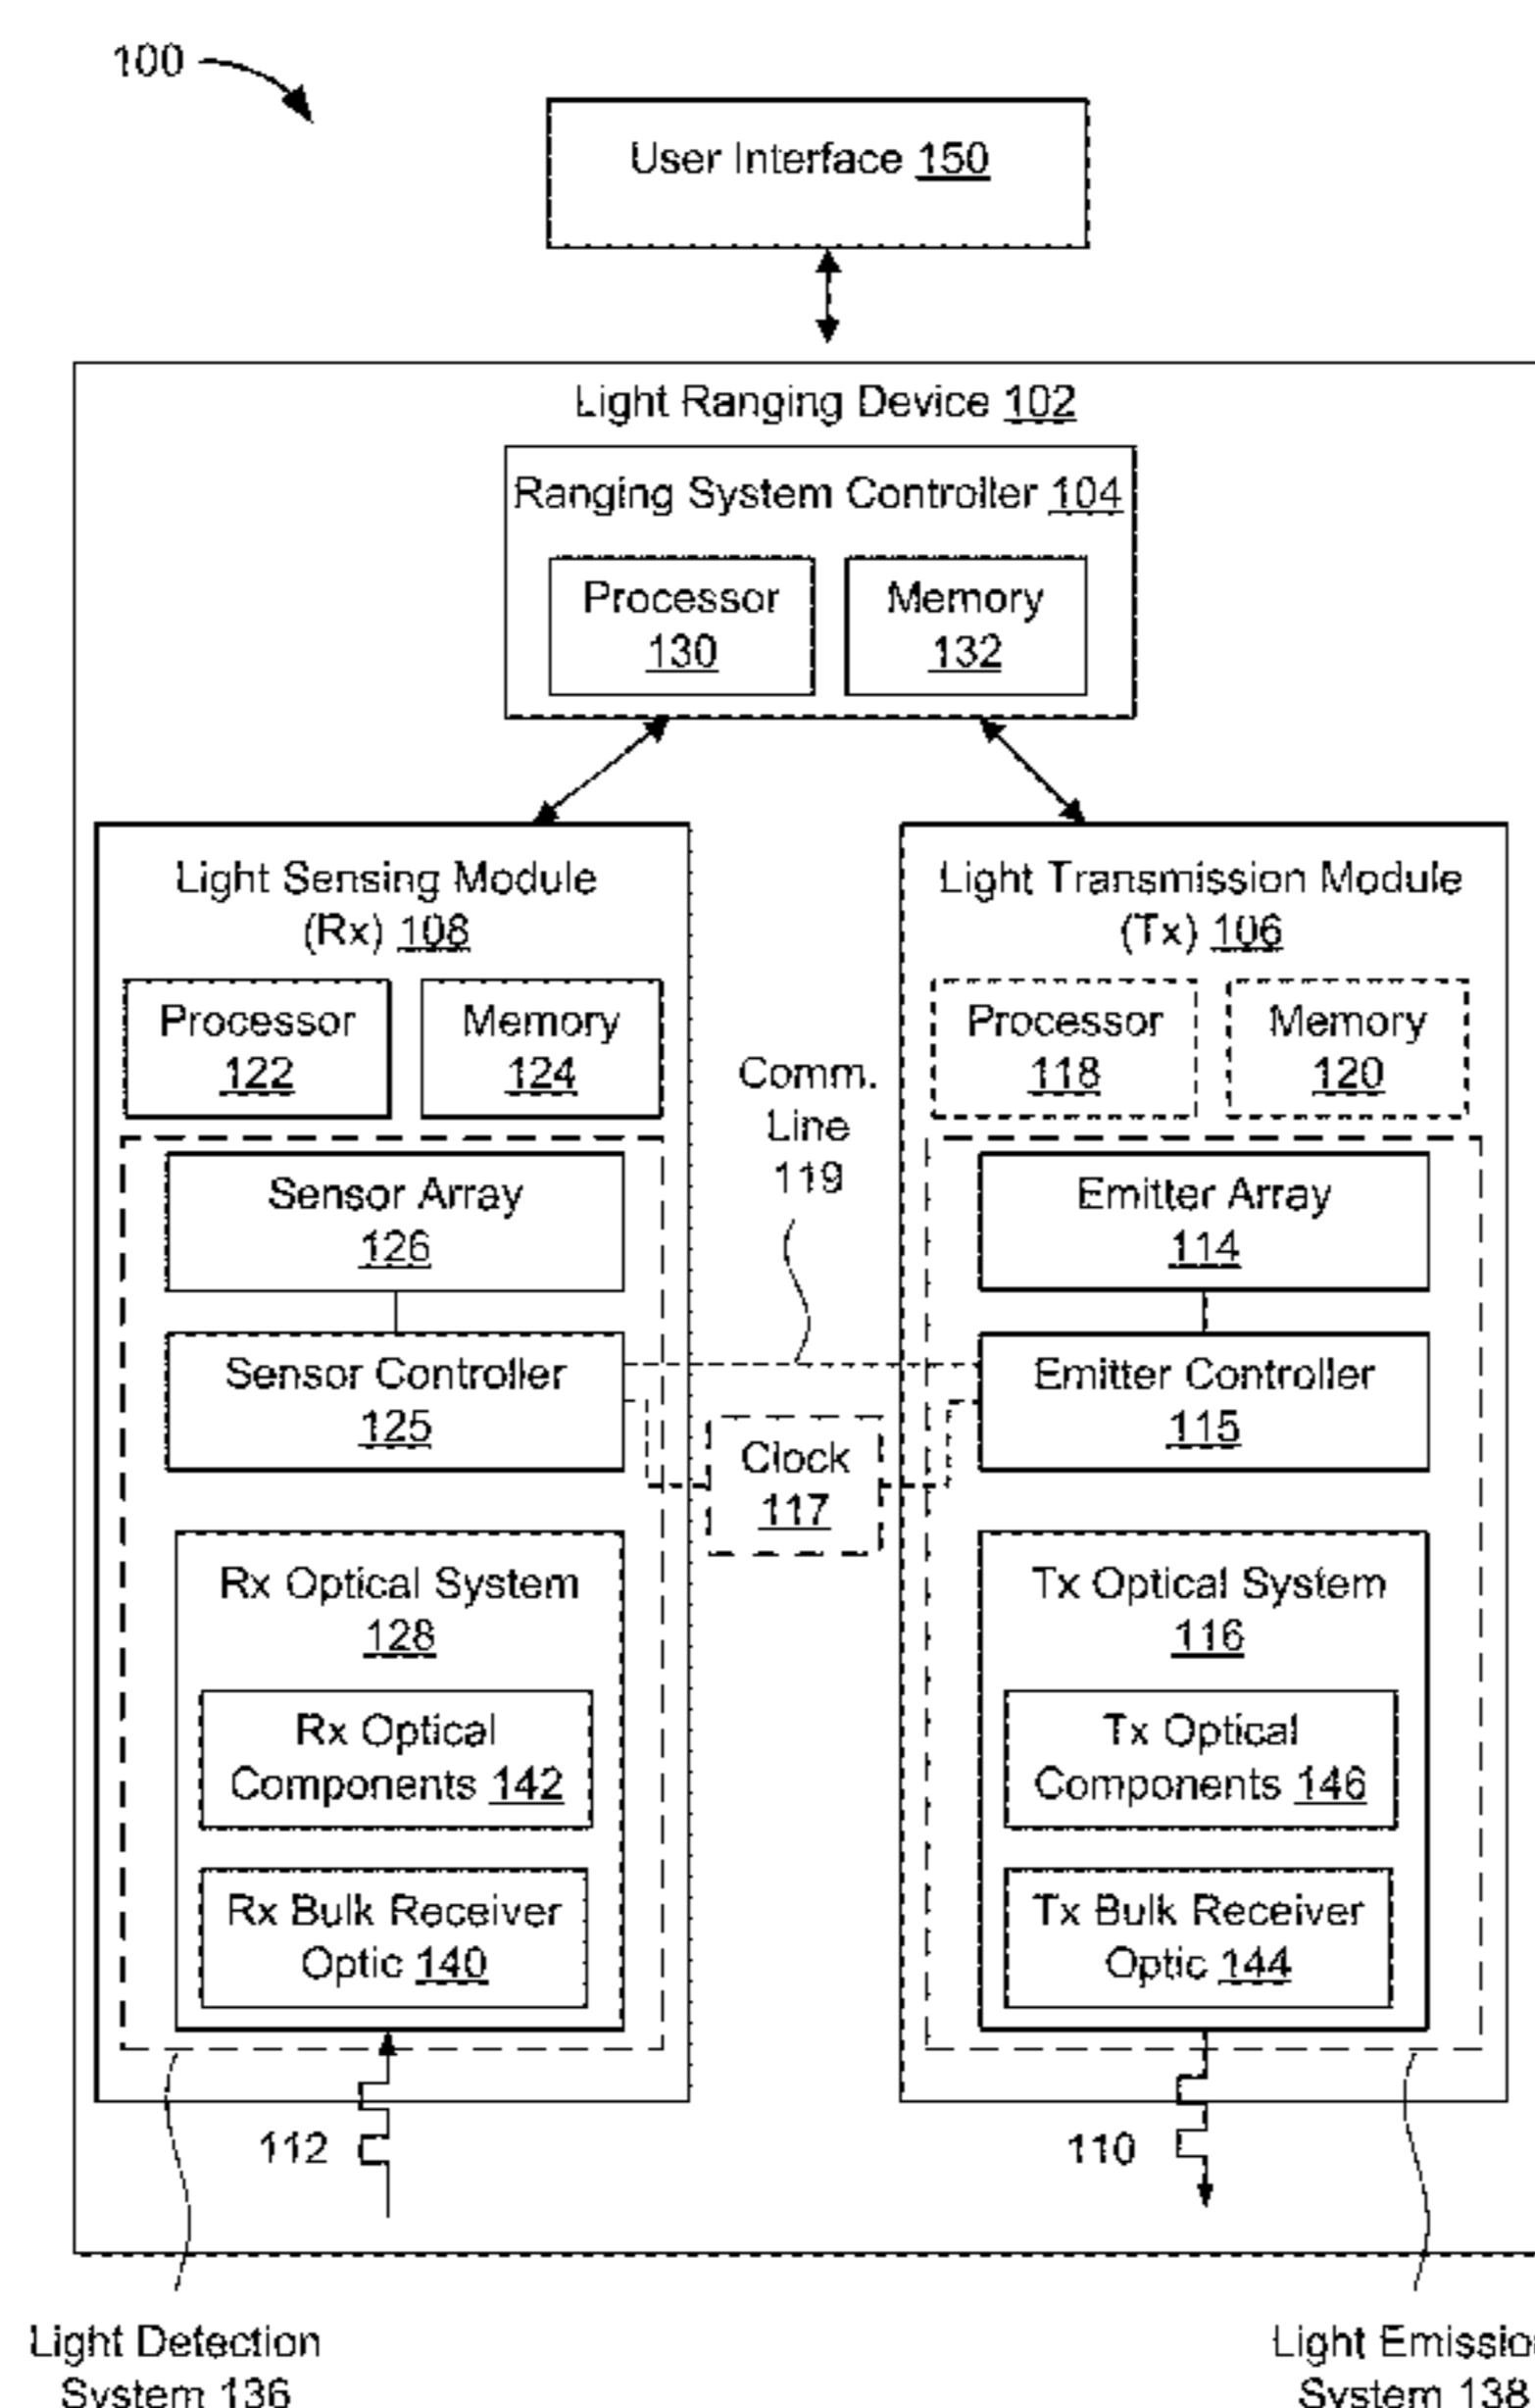 100
User Interface 150
Light Ranging Device 102
Ranging System Controller 104
Processor
130
Memory
132
Light Sensing Module
(Rx) 108
Processor
122
Memory
124
Sensor Array
126
Sensor Controller
125
Rx Optical System
128
Rx Optical
Components 142
Rx Bulk Receiver
Optic 140
112
Comm.
Line
119
Clock
117
Light Transmission Module
(Tx) 106
Processor
118
Memory
120
Emitter Array
114
Emitter Controller
115
Tx Optical System
116
Tx Optical
Components 146
Tx Bulk Receiver
Optic 144
110
Light Detection
System 136
Light Emission
System 138